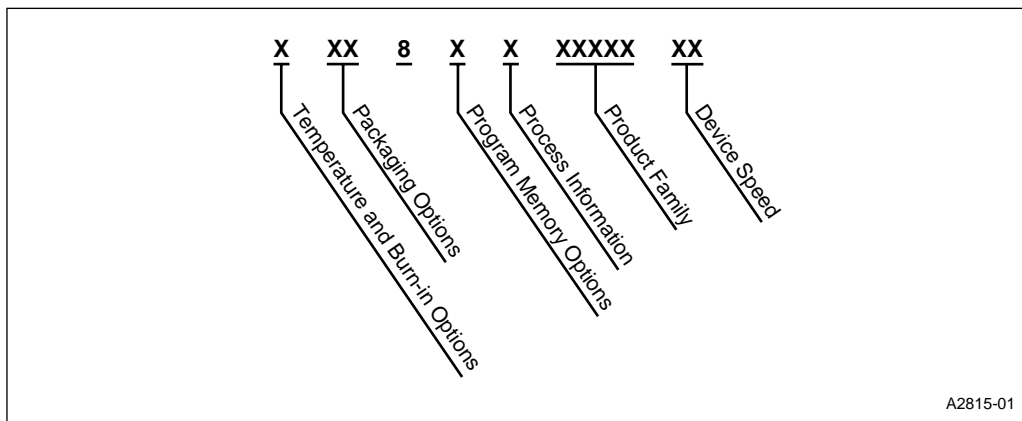 X XX 8 X X XXXXX XX
Temperature and Burn-in Options
Packaging Options
Program Memory Options
Process Information
Product Family
Device Speed
A2815-01